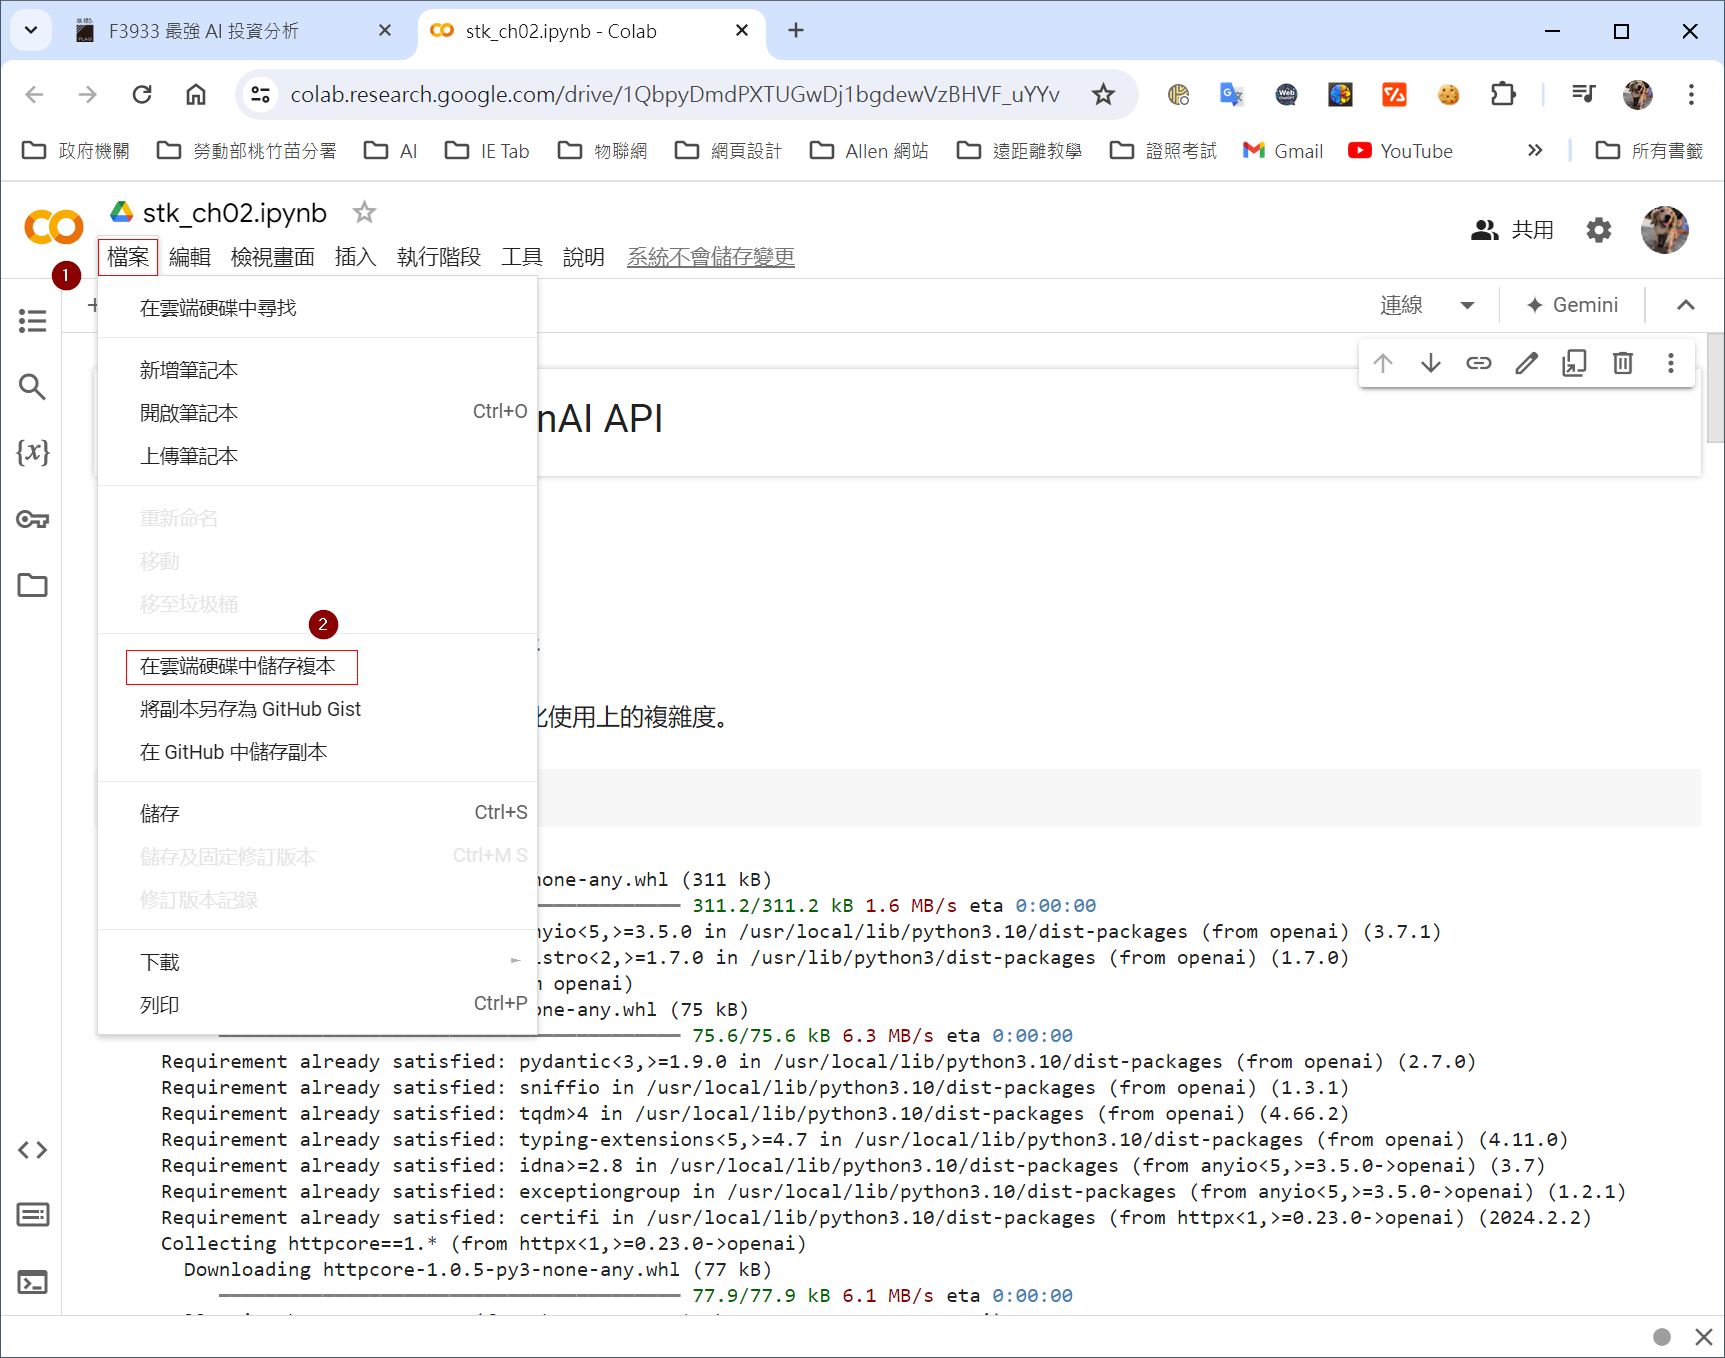 F3933 最強 AI 投資分析
stk_ch02.ipynb - Colab
colab.research.google.com/drive/1QbpyDmdPXTUGwDj1bgdewVzBHVF_uYYv
政府機關 勞動部桃竹苗分署 AI IE Tab 物聯網 網頁設計 Allen 網站 遠距離教學 證照考試 Gmail YouTube 所有書籤
stk_ch02.ipynb
共用
檔案 編輯 檢視畫面 插入 執行階段 工具 說明 系統不會儲存變更
1
連線 Gemini
在雲端硬碟中尋找
新增筆記本
開啟筆記本 Ctrl+O
上傳筆記本
nAI API
重新命名
移動
移至垃圾桶
2
在雲端硬碟中儲存複本
將副本另存為 GitHub Gist
化使用上的複雜度。
在 GitHub 中儲存副本
儲存 Ctrl+S
儲存及固定修訂版本 Ctrl+M S
修訂版本記錄
下載
列印 Ctrl+P
none-any.whl (311 kB)
311.2/311.2 kB 1.6 MB/s eta 0:00:00
nyio<5,>=3.5.0 in /usr/local/lib/python3.10/dist-packages (from openai) (3.7.1)
istro<2,>=1.7.0 in /usr/lib/python3/dist-packages (from openai) (1.7.0)
openai)
one-any.whl (75 kB)
75.6/75.6 kB 6.3 MB/s eta 0:00:00
Requirement already satisfied: pydantic<3,>=1.9.0 in /usr/local/lib/python3.10/dist-packages (from openai) (2.7.0)
Requirement already satisfied: sniffio in /usr/local/lib/python3.10/dist-packages (from openai) (1.3.1)
Requirement already satisfied: tqdm>4 in /usr/local/lib/python3.10/dist-packages (from openai) (4.66.2)
Requirement already satisfied: typing-extensions<5,>=4.7 in /usr/local/lib/python3.10/dist-packages (from openai) (4.11.0)
Requirement already satisfied: idna>=2.8 in /usr/local/lib/python3.10/dist-packages (from anyio<5,>=3.5.0->openai) (3.7)
Requirement already satisfied: exceptiongroup in /usr/local/lib/python3.10/dist-packages (from anyio<5,>=3.5.0->openai) (1.2.1)
Requirement already satisfied: certifi in /usr/local/lib/python3.10/dist-packages (from httpx<1,>=0.23.0->openai) (2024.2.2)
Collecting httpcore==1.* (from httpx<1,>=0.23.0->openai)
Downloading httpcore-1.0.5-py3-none-any.whl (77 kB)
77.9/77.9 kB 6.1 MB/s eta 0:00:00